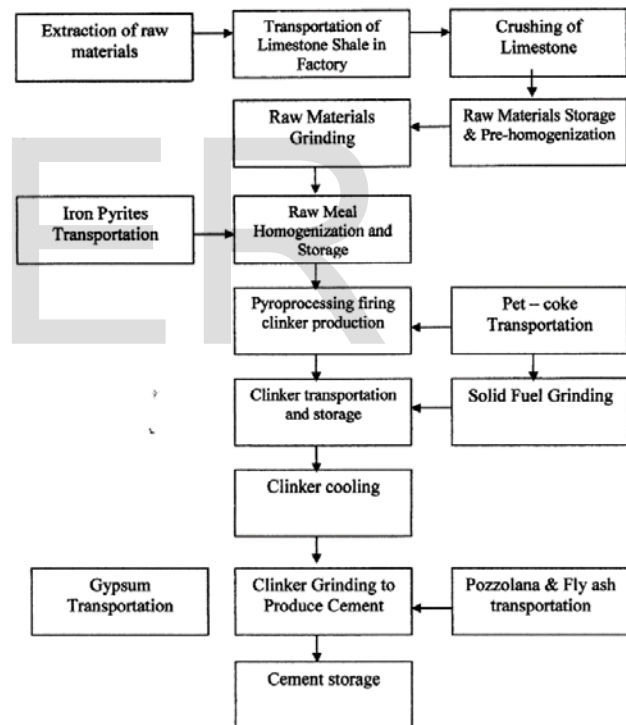 Extraction of raw
materials
Transportation of
Limestone Shale in
Factory
Crushing of
Limestone
Raw Materials
Grinding
Raw Materials Storage
& Pre-homogenization
Iron Pyrites
Transportation
Raw Meal
Homogenization and
Storage
Pyroprocessing firing
clinker production
Pet – coke
Transportation
Clinker transportation
and storage
Solid Fuel Grinding
Clinker cooling
Gypsum
Transportation
Clinker Grinding to
Produce Cement
Pozzolana & Fly ash
transportation
Cement storage
ER